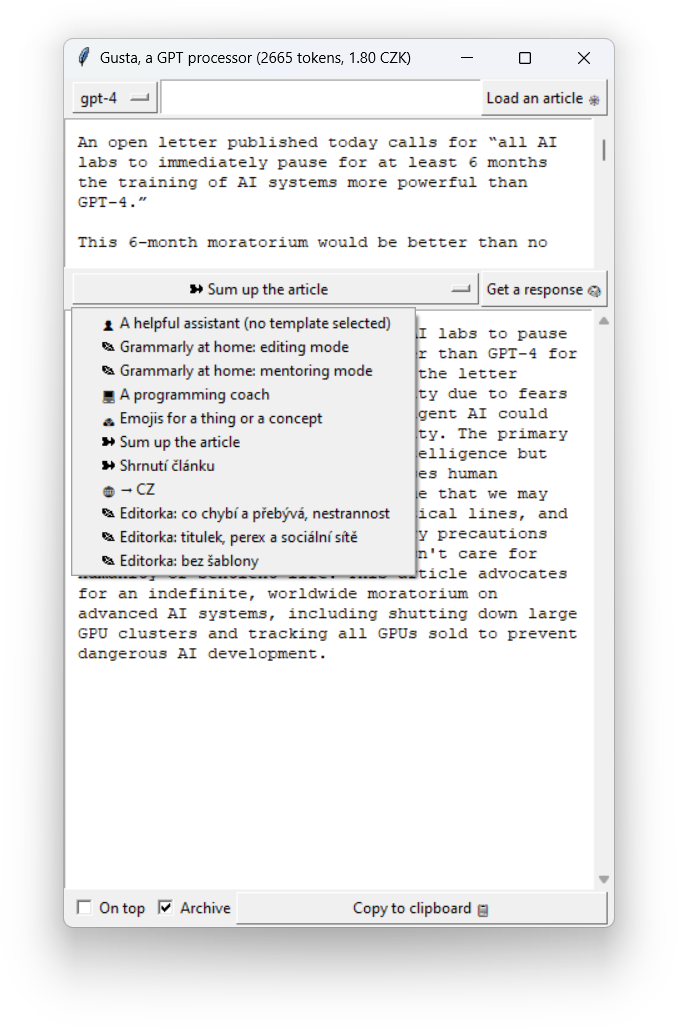 Gusta, a GPT processor (2665 tokens, 1.80 CZK)
gpt-4
Load an article
An open letter published today calls for “all AI
labs to immediately pause for at least 6 months
the training of AI systems more powerful than
GPT-4.”
This 6-month moratorium would be better than no
Sum up the article
Get a response
A helpful assistant (no template selected)
Grammarly at home: editing mode
Grammarly at home: mentoring mode
A programming coach
Emojis for a thing or a concept
Sum up the article
Shrnutí článku
→ CZ
Editorka: co chybí a přebývá, nestrannost
Editorka: titulek, perex a sociální sítě
Editorka: bez šablony
AI labs to pause
than GPT-4 for
the letter
due to fears
AI could
The primary
but
human
that we may
lines, and
precautions
care for
article advocates
for an indefinite, worldwide moratorium on
advanced AI systems, including shutting down large
GPU clusters and tracking all GPUs sold to prevent
dangerous AI development.
On top
Archive
Copy to clipboard